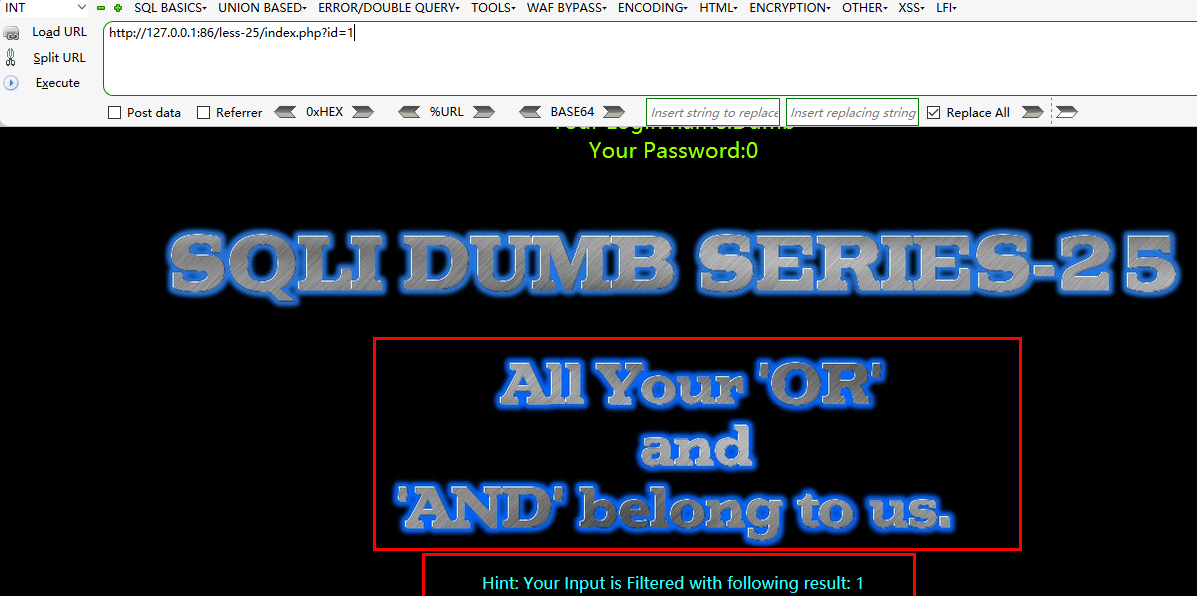 INT SQL BASICS▾ UNION BASED▾ ERROR/DOUBLE QUERY▾ TOOLS▾ WAF BYPASS▾ ENCODING▾ HTML▾ ENCRYPTION▾ OTHER▾ XSS▾ LFI▾
Load URL http://127.0.0.1:86/less-25/index.php?id=1
Split URL
Execute
Post data Referrer 0xHEX %URL BASE64 Insert string to replace Insert replacing string Replace All
Your Login name:Dumb
Your Password:0
SQLI DUMB SERIES-25
All Your 'OR'
and
'AND' belong to us.
Hint: Your Input is Filtered with following result: 1